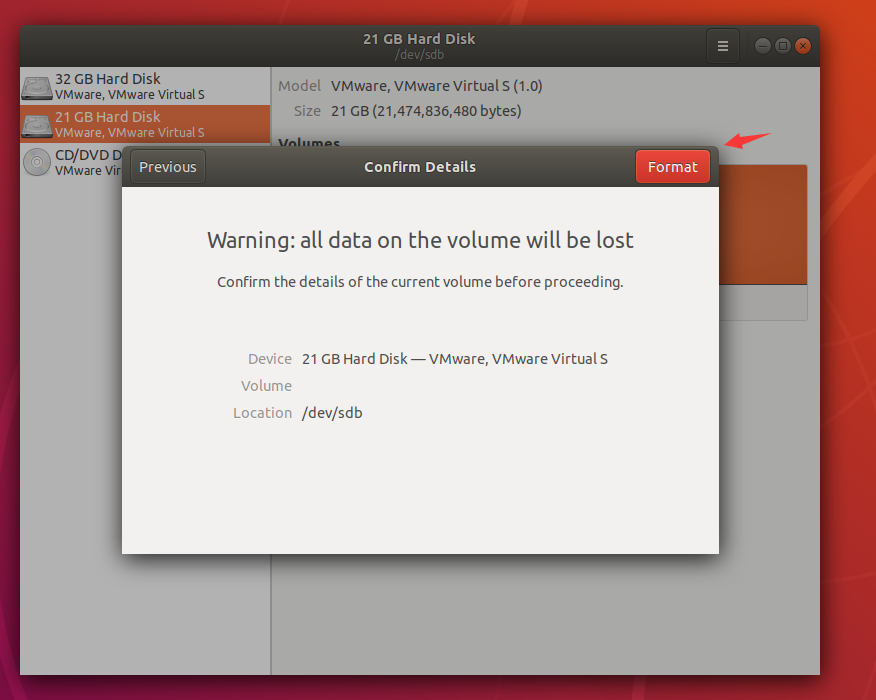 21 GB Hard Disk
/dev/sdb
32 GB Hard Disk
VMware, VMware Virtual S
21 GB Hard Disk
VMware, VMware Virtual S
CD/DVD D
VMware Vir
Model VMware, VMware Virtual S (1.0)
Size 21 GB (21,474,836,480 bytes)
Volumes
Previous
Confirm Details
Format
Warning: all data on the volume will be lost
Confirm the details of the current volume before proceeding.
Device 21 GB Hard Disk — VMware, VMware Virtual S
Volume
Location /dev/sdb